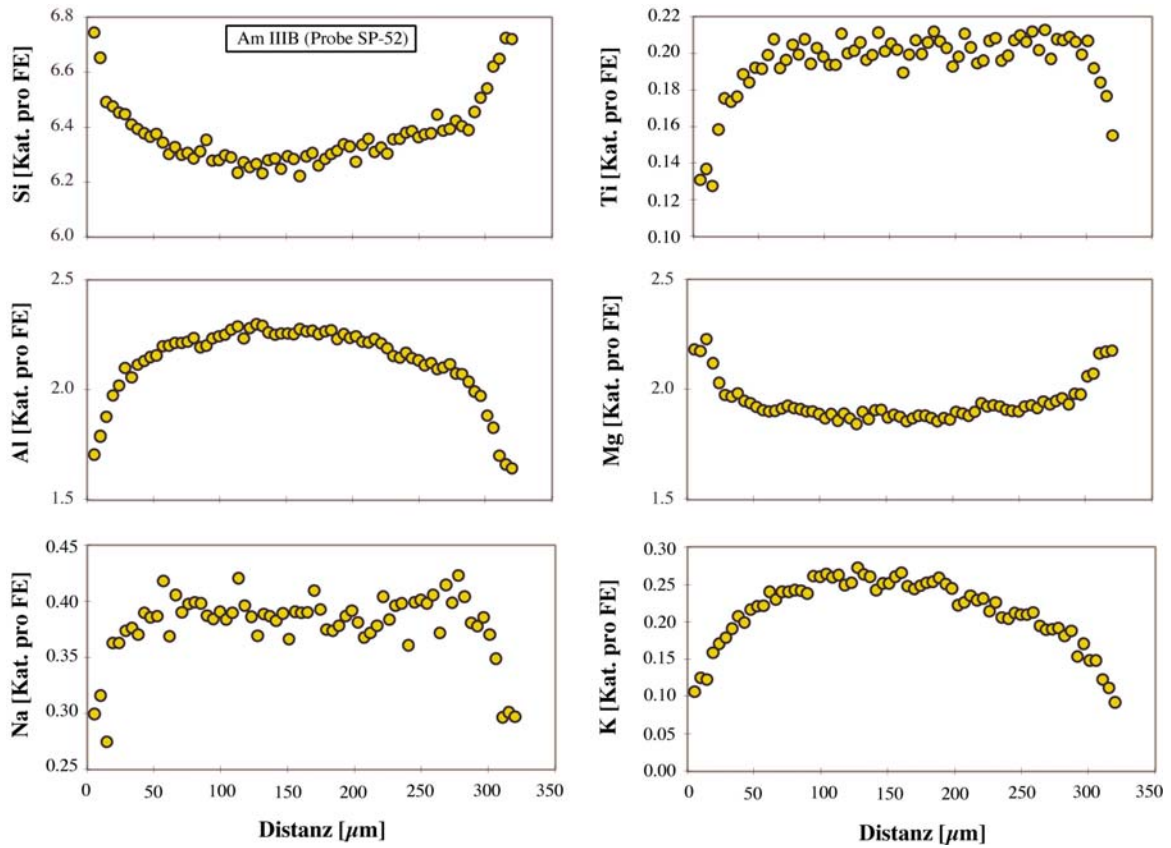 Am IIIB (Probe SP-52)
Si [Kat. pro FE]
6.8
6.6
6.4
6.2
6.0
Ti [Kat. pro FE]
0.22
0.20
0.18
0.16
0.14
0.12
0.10
Al [Kat. pro FE]
2.5
2.0
1.5
Mg [Kat. pro FE]
2.5
2.0
1.5
Na [Kat. pro FE]
0.45
0.40
0.35
0.30
0.25
0 50 100 150 200 250 300 350
Distanz [µm]
K [Kat. pro FE]
0.30
0.25
0.20
0.15
0.10
0.05
0.00
0 50 100 150 200 250 300 350
Distanz [µm]